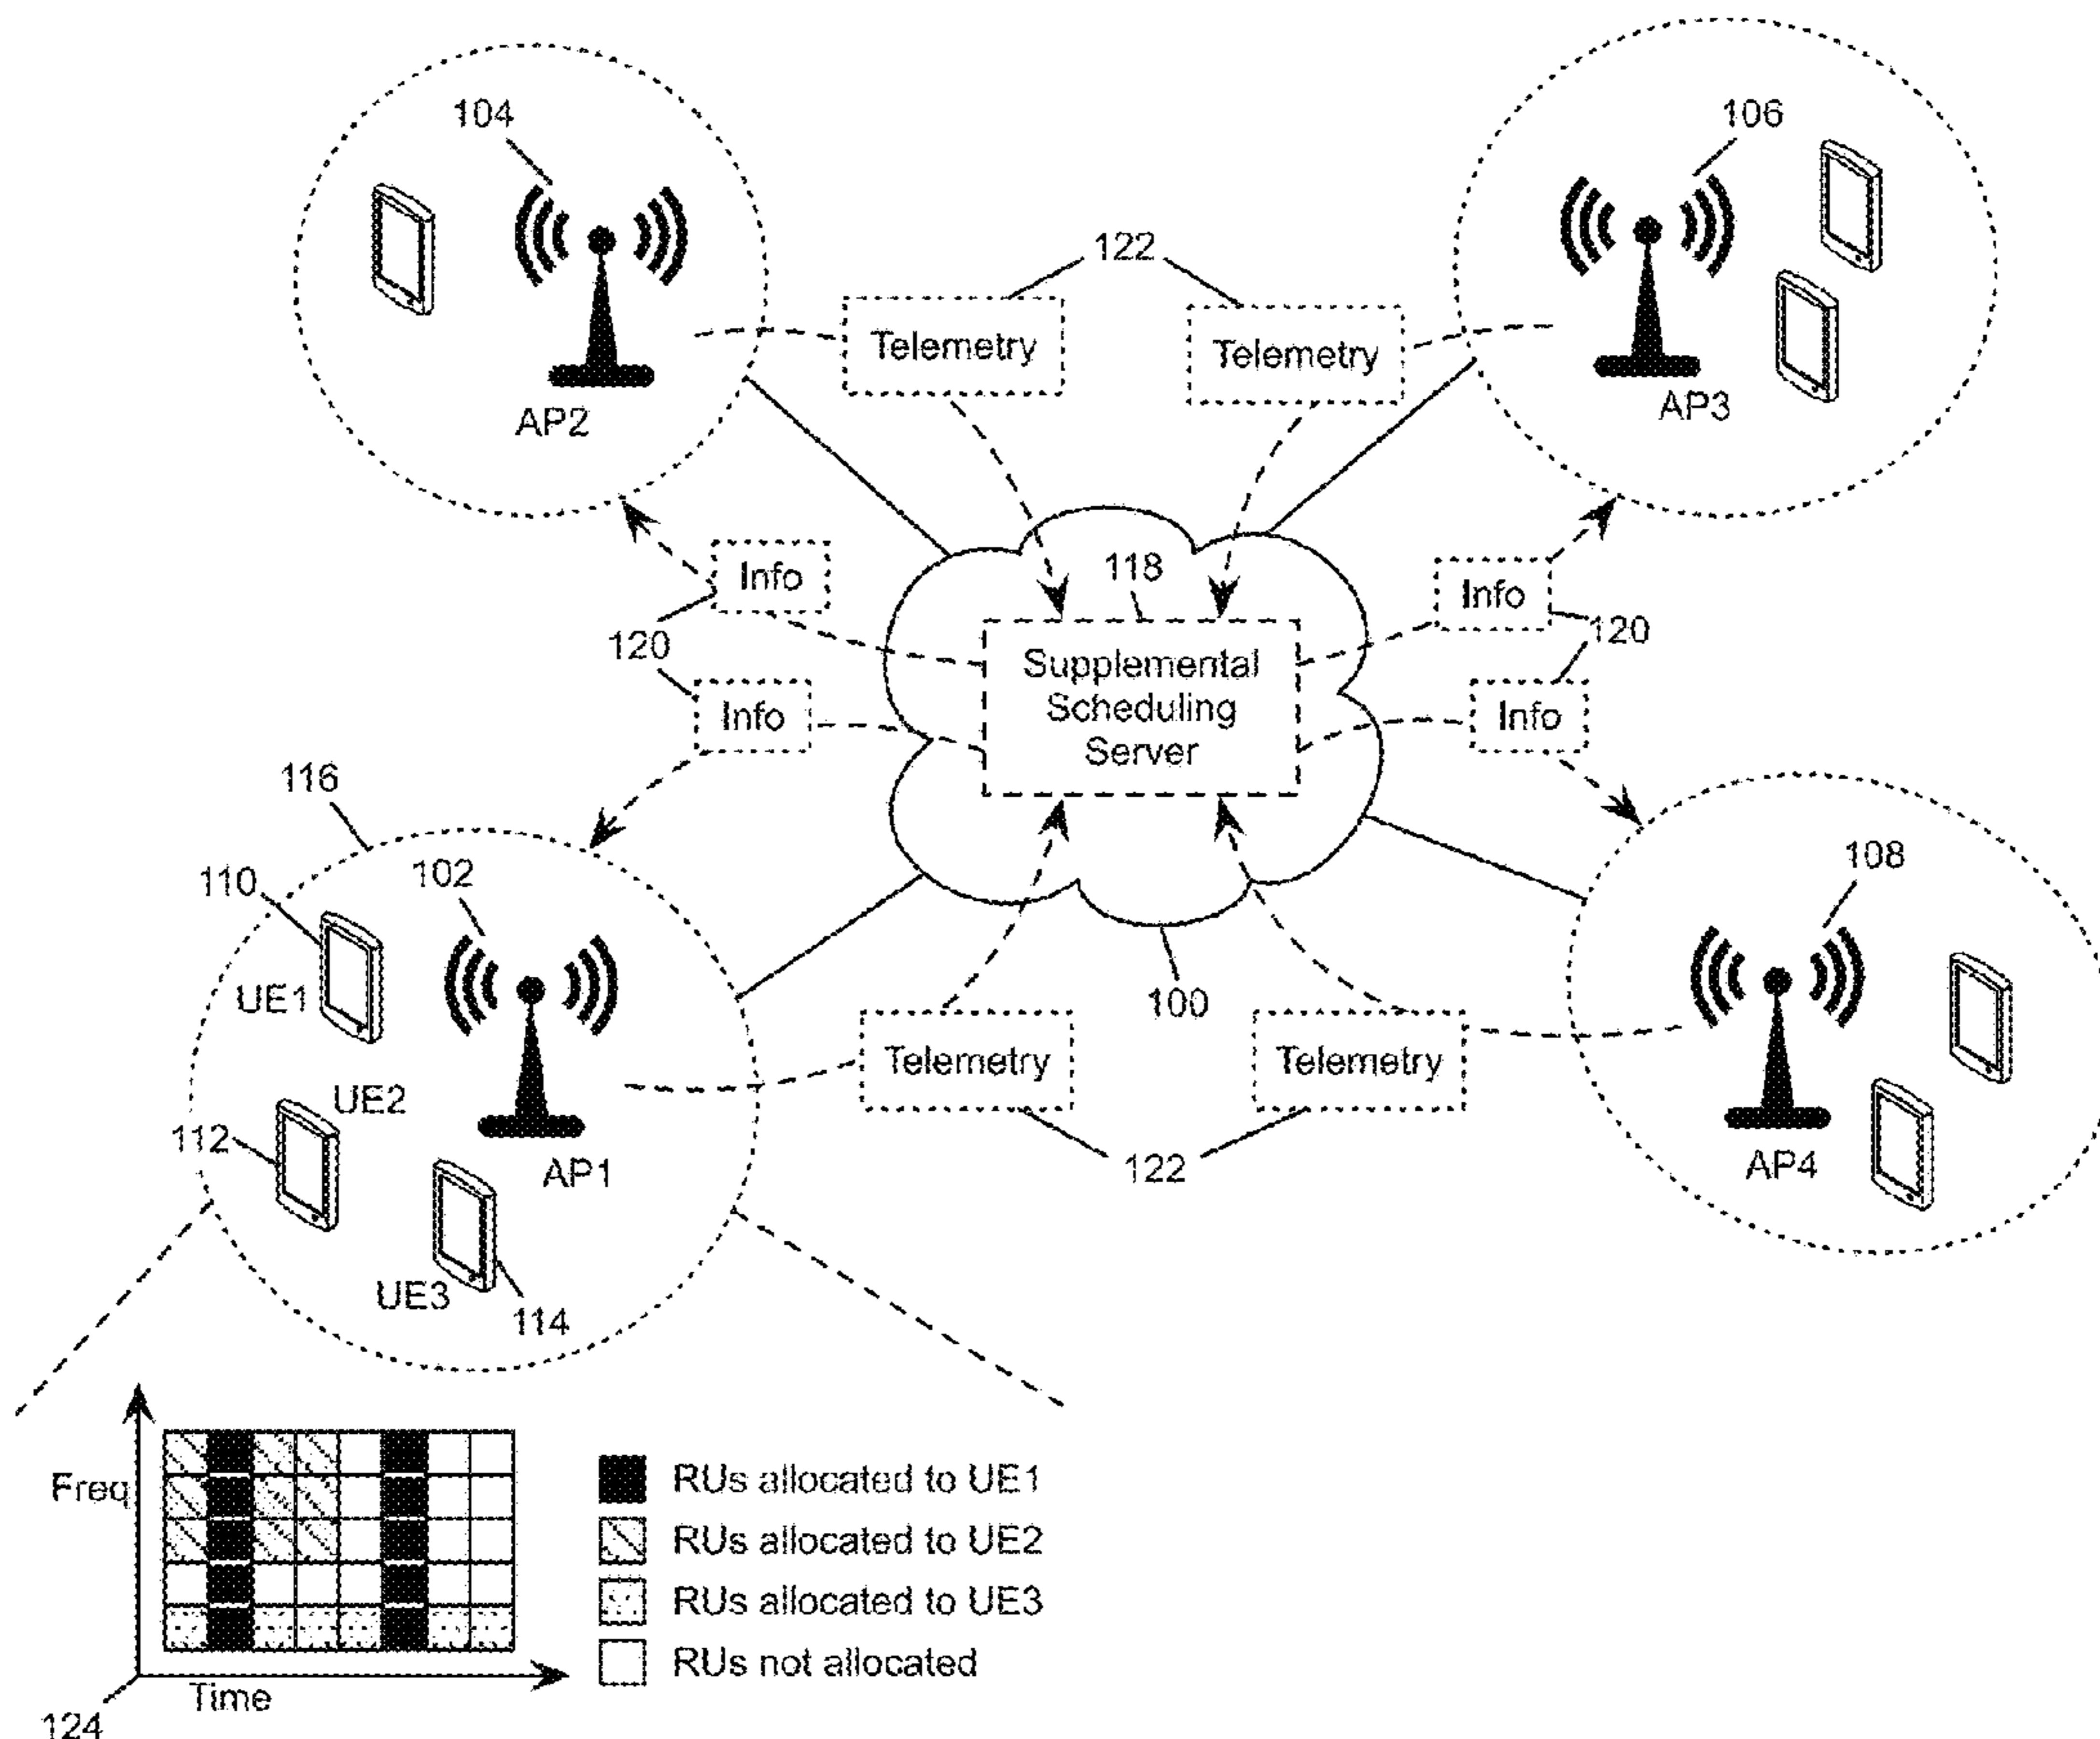 104
106
122
Telemetry
Telemetry
AP2
AP3
118
Info
Info
120
120
Supplemental
Scheduling
Server
Info
Info
116
110
102
108
UE1
100
Telemetry
Telemetry
UE2
112
AP1
122
AP4
UE3
114
Freq
RUs allocated to UE1
RUs allocated to UE2
RUs allocated to UE3
RUs not allocated
Time
124